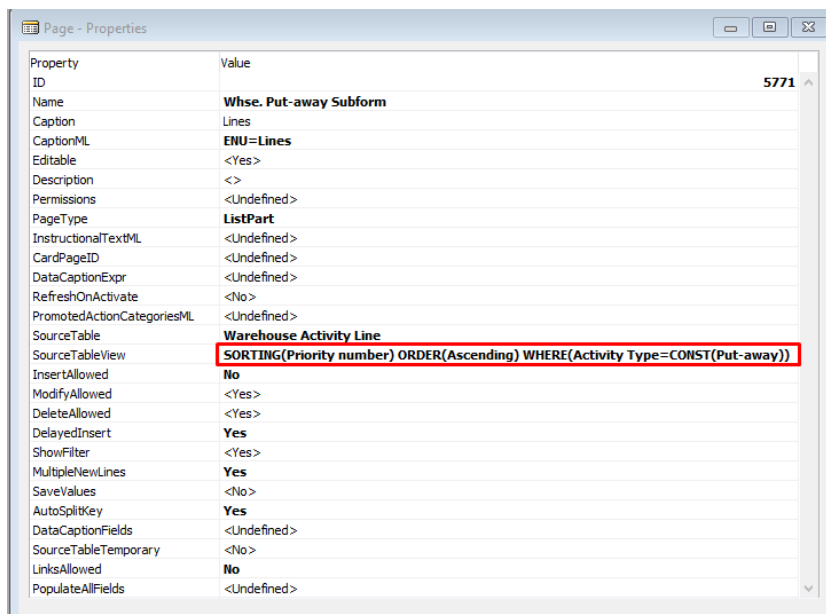 Page - Properties
Property Value
ID 5771
Name Whse. Put-away Subform
Caption Lines
CaptionML ENU=Lines
Editable <Yes>
Description <>
Permissions <Undefined>
PageType ListPart
InstructionalTextML <Undefined>
CardPageID <Undefined>
DataCaptionExpr <Undefined>
RefreshOnActivate <No>
PromotedActionCategoriesML <Undefined>
SourceTable Warehouse Activity Line
SourceTableView SORTING(Priority number) ORDER(Ascending) WHERE(Activity Type=CONST(Put-away))
InsertAllowed No
ModifyAllowed <Yes>
DeleteAllowed <Yes>
DelayedInsert Yes
ShowFilter <Yes>
MultipleNewLines Yes
SaveValues <No>
AutoSplitKey Yes
DataCaptionFields <Undefined>
SourceTableTemporary <No>
LinksAllowed No
PopulateAllFields <Undefined>